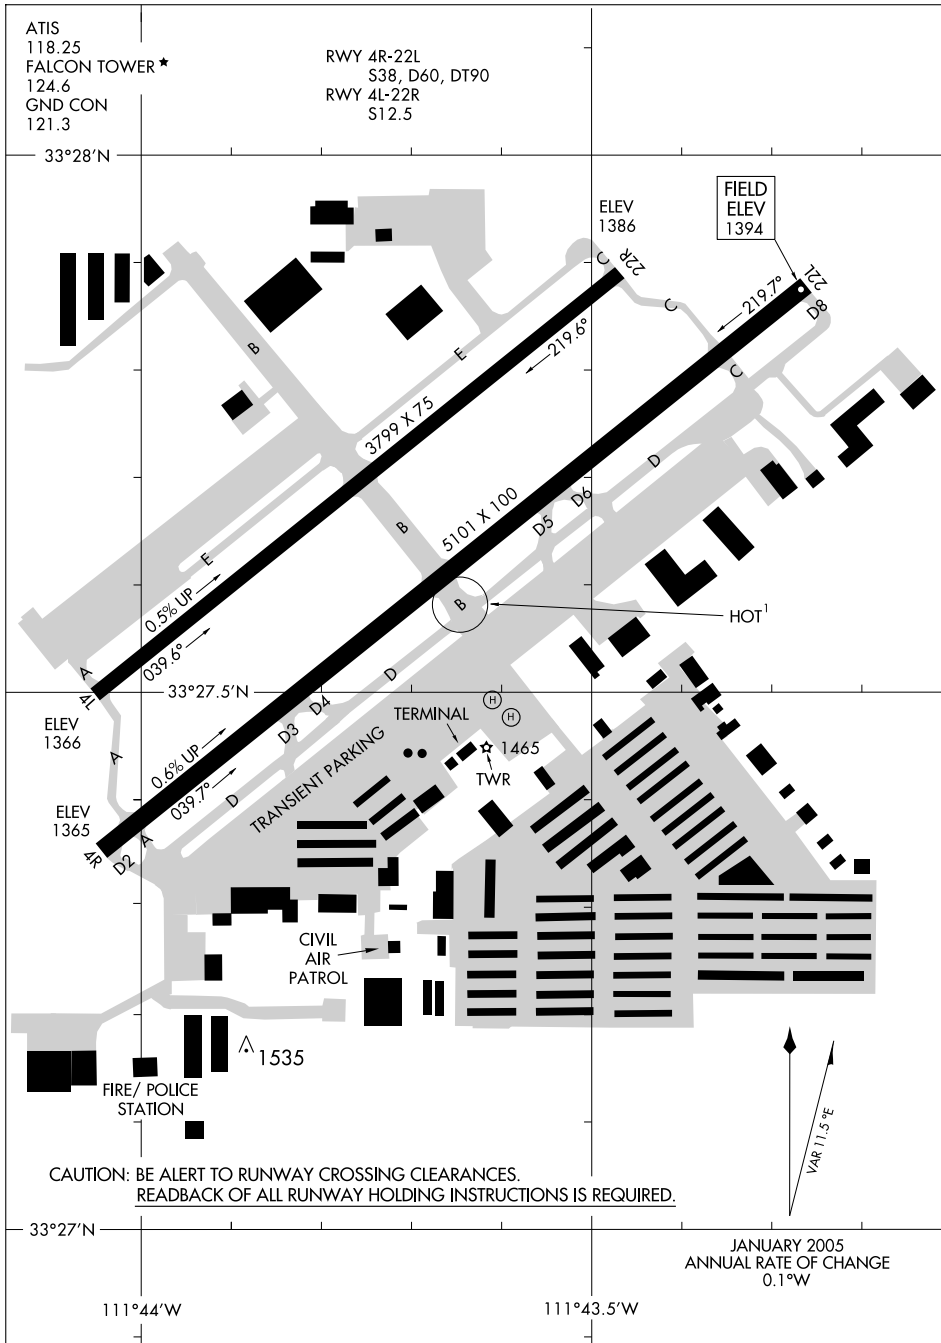 ATIS
118.25
FALCON TOWER ★
124.6
GND CON
121.3
RWY 4R-22L
S38, D60, DT90
RWY 4L-22R
S12.5
33°28'N
FIELD
ELEV
1394
ELEV
1386
22R
22L
C
C
D8
219.7°
219.6°
B
E
C
3799 X 75
D
5101 X 100
D6
D5
B
E
0.5% UP
039.6°
B
HOT1
A
4L
33°27.5'N
D
H
H
ELEV
1366
D4
D3
TERMINAL
1465
TWR
A
0.6% UP
039.7°
D
TRANSIENT PARKING
ELEV
1365
4R
D2
A
CIVIL
AIR
PATROL
1535
FIRE/ POLICE
STATION
VAR 11.5 °E
CAUTION: BE ALERT TO RUNWAY CROSSING CLEARANCES.
READBACK OF ALL RUNWAY HOLDING INSTRUCTIONS IS REQUIRED.
33°27'N
JANUARY 2005
ANNUAL RATE OF CHANGE
0.1°W
111°44'W
111°43.5'W